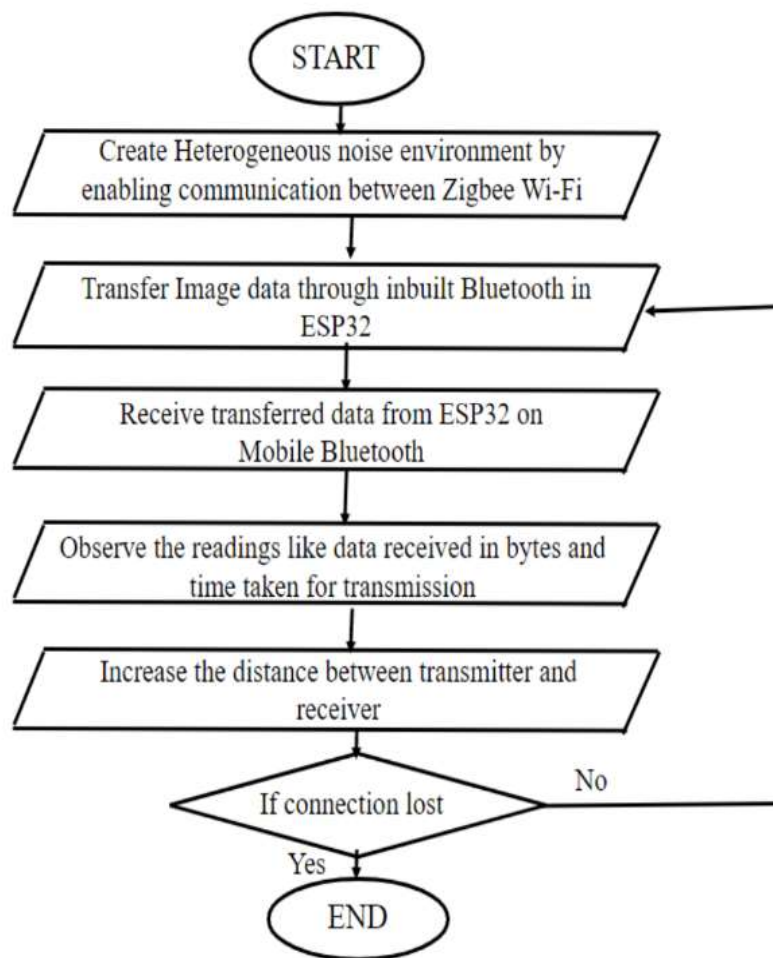 START
Create Heterogeneous noise environment by
enabling communication between Zigbee Wi-Fi
Transfer Image data through inbuilt Bluetooth in
ESP32
Receive transferred data from ESP32 on
Mobile Bluetooth
Observe the readings like data received in bytes and
time taken for transmission
Increase the distance between transmitter and
receiver
If connection lost
No
Yes
END